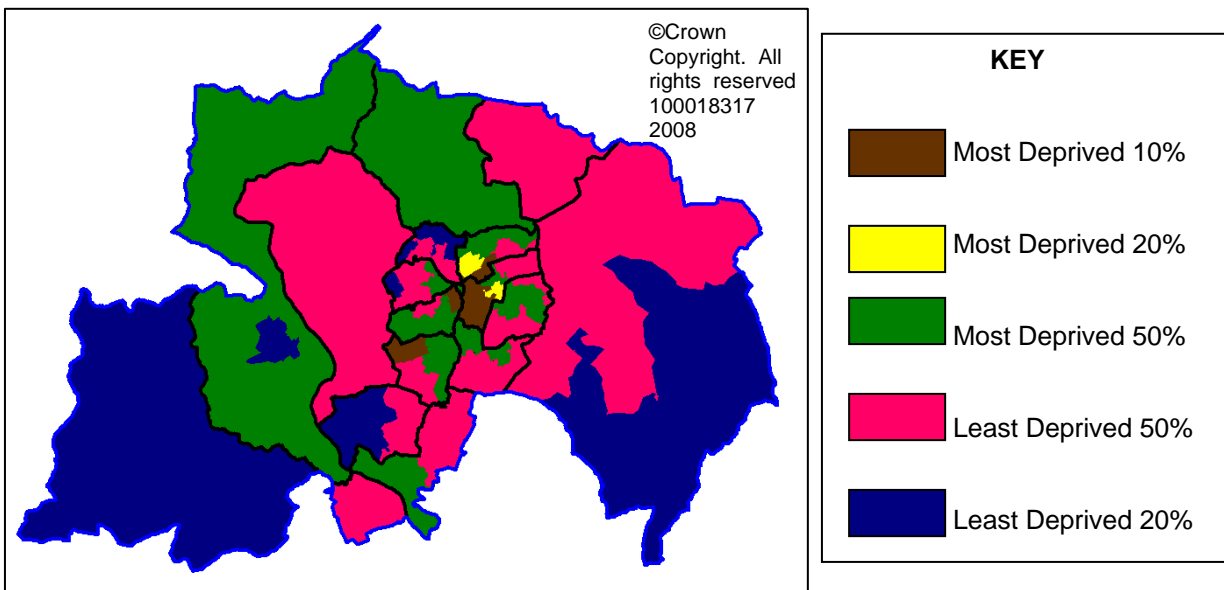 ©Crown
Copyright. All
rights reserved
100018317
2008
KEY
Most Deprived 10%
Most Deprived 20%
Most Deprived 50%
Least Deprived 50%
Least Deprived 20%